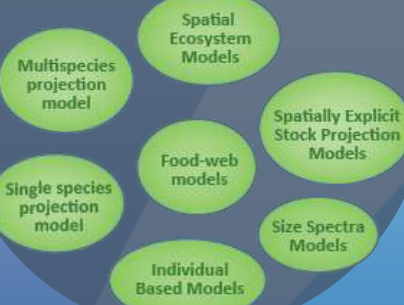 Spatial
Ecosystem
Models
Multispecies
projection
model
Spatially Explicit
Stock Projection
Models
Food-web
models
Single species
projection
model
Size Spectra
Models
Individual
Based Models